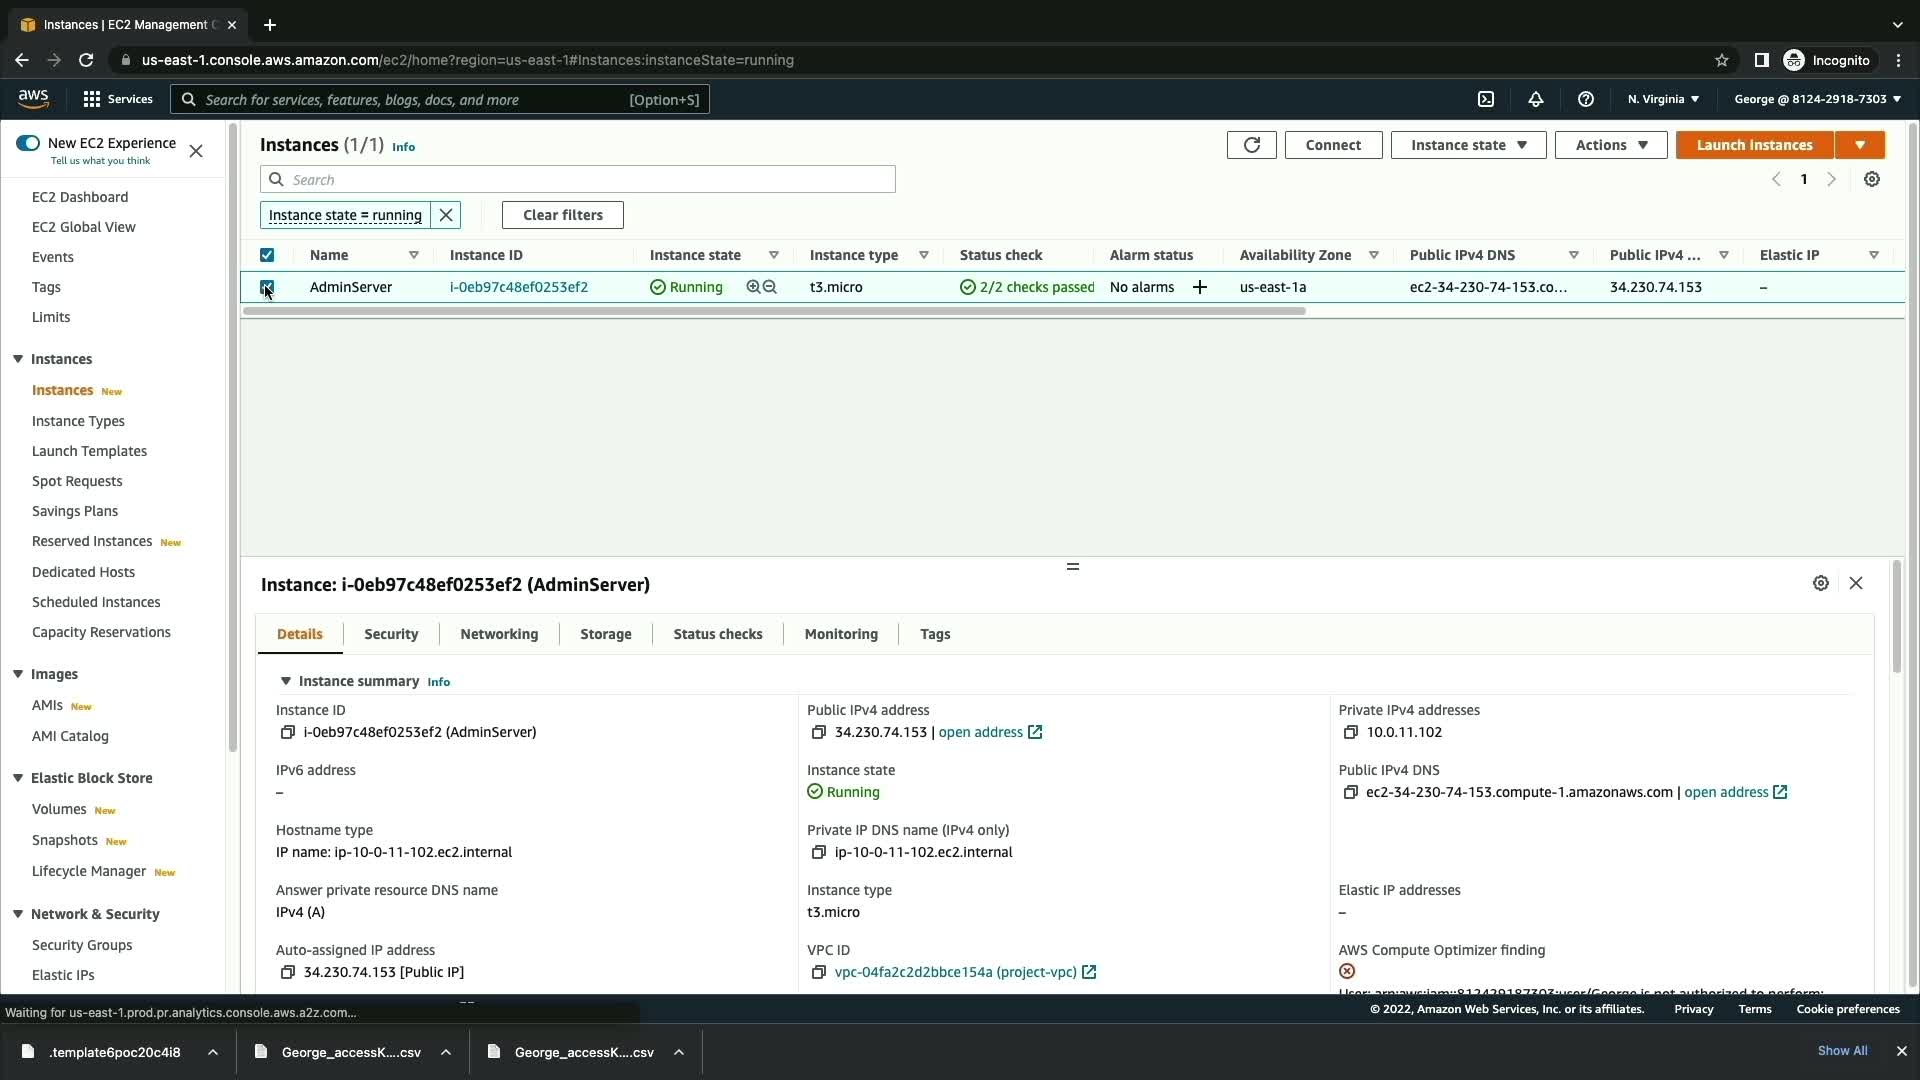 Instances | EC2 Management C
us-east-1.console.aws.amazon.com/ec2/home?region=us-east-1#Instances:instanceState=running
Incognito
aws
Services
Search for services, features, blogs, docs, and more
[Option+S]
N. Virginia
George @ 8124-2918-7303
New EC2 Experience
Tell us what you think
EC2 Dashboard
EC2 Global View
Events
Tags
Limits
Instances
Instances New
Instance Types
Launch Templates
Spot Requests
Savings Plans
Reserved Instances New
Dedicated Hosts
Scheduled Instances
Capacity Reservations
Images
AMIs New
AMI Catalog
Elastic Block Store
Volumes New
Snapshots New
Lifecycle Manager New
Network & Security
Security Groups
Elastic IPs
Instances (1/1) Info
Connect
Instance state
Actions
Launch instances
Search
1
Instance state = running
Clear filters
Name Instance ID Instance state Instance type Status check Alarm status Availability Zone Public IPv4 DNS Public IPv4 ... Elastic IP
AdminServer i-0eb97c48ef0253ef2 Running t3.micro 2/2 checks passed No alarms us-east-1a ec2-34-230-74-153.co... 34.230.74.153 –
Instance: i-0eb97c48ef0253ef2 (AdminServer)
Details Security Networking Storage Status checks Monitoring Tags
Instance summary Info
Instance ID
i-0eb97c48ef0253ef2 (AdminServer)
Public IPv4 address
34.230.74.153 | open address
Private IPv4 addresses
10.0.11.102
IPv6 address
–
Instance state
Running
Public IPv4 DNS
ec2-34-230-74-153.compute-1.amazonaws.com | open address
Hostname type
IP name: ip-10-0-11-102.ec2.internal
Private IP DNS name (IPv4 only)
ip-10-0-11-102.ec2.internal
Answer private resource DNS name
IPv4 (A)
Instance type
t3.micro
Elastic IP addresses
–
Auto-assigned IP address
34.230.74.153 [Public IP]
VPC ID
vpc-04fa2c2d2bbce154a (project-vpc)
AWS Compute Optimizer finding
User: arn:aws:iam::812429187303:user/George is not authorized to perform:
Waiting for us-east-1.prod.pr.analytics.console.aws.a2z.com...
© 2022, Amazon Web Services, Inc. or its affiliates.
Privacy
Terms
Cookie preferences
.template6poc20c4i8
George_accessK....csv
George_accessK....csv
Show All